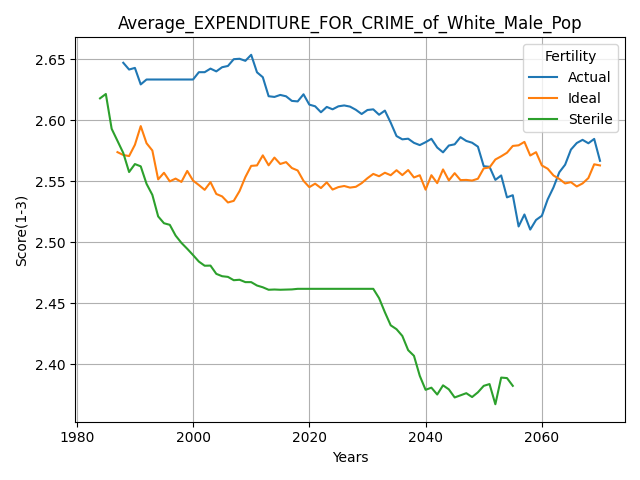 Average_EXPENDITURE_FOR_CRIME_of_White_Male_Pop
Fertility
Actual
Ideal
Sterile
Score(1-3)
2.65
2.60
2.55
2.50
2.45
2.40
1980
2000
2020
2040
2060
Years